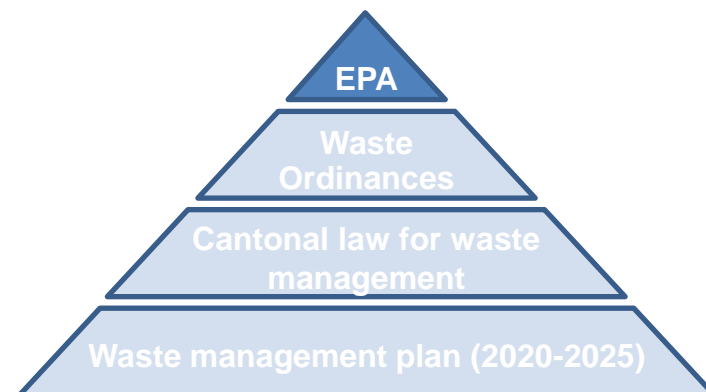 EPA
Waste
Ordinances
Cantonal law for waste
management
Waste management plan (2020-2025)